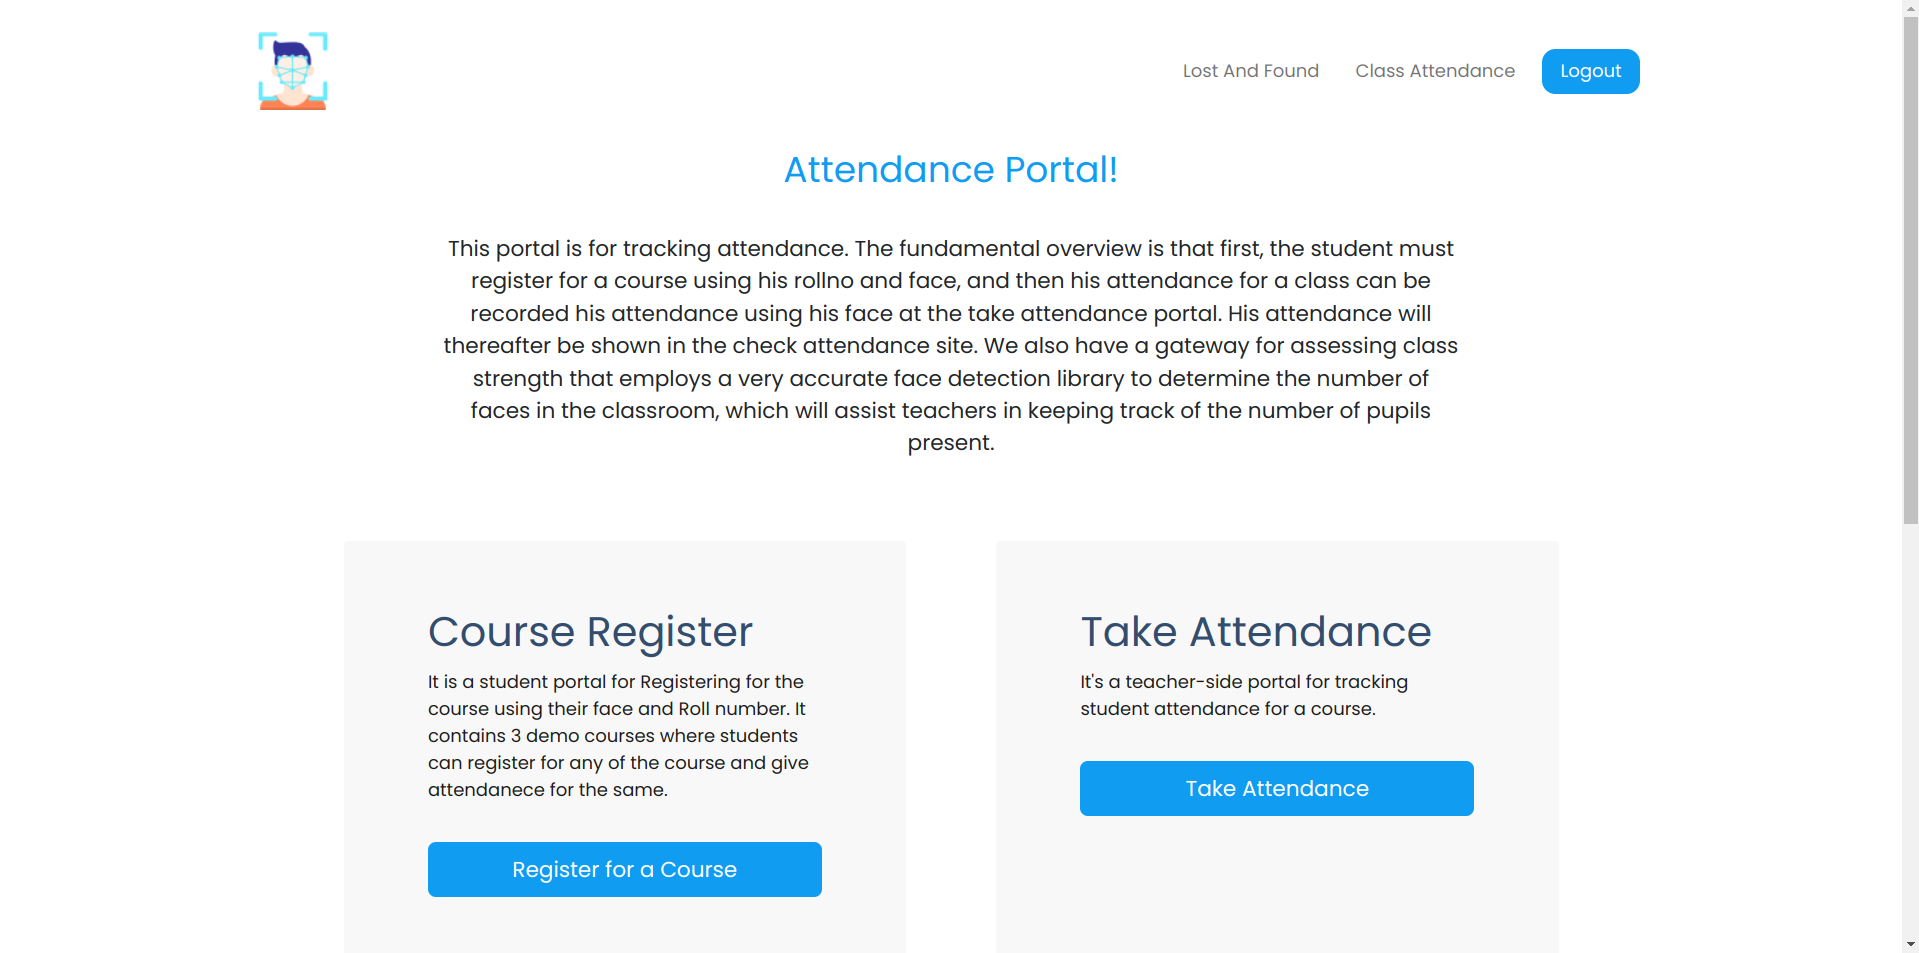 Lost And Found
Class Attendance
Logout
Attendance Portal!
This portal is for tracking attendance. The fundamental overview is that first, the student must
register for a course using his rollno and face, and then his attendance for a class can be
recorded his attendance using his face at the take attendance portal. His attendance will
thereafter be shown in the check attendance site. We also have a gateway for assessing class
strength that employs a very accurate face detection library to determine the number of
faces in the classroom, which will assist teachers in keeping track of the number of pupils
present.
Course Register
It is a student portal for Registering for the
course using their face and Roll number. It
contains 3 demo courses where students
can register for any of the course and give
attendanece for the same.
Register for a Course
Take Attendance
It's a teacher-side portal for tracking
student attendance for a course.
Take Attendance